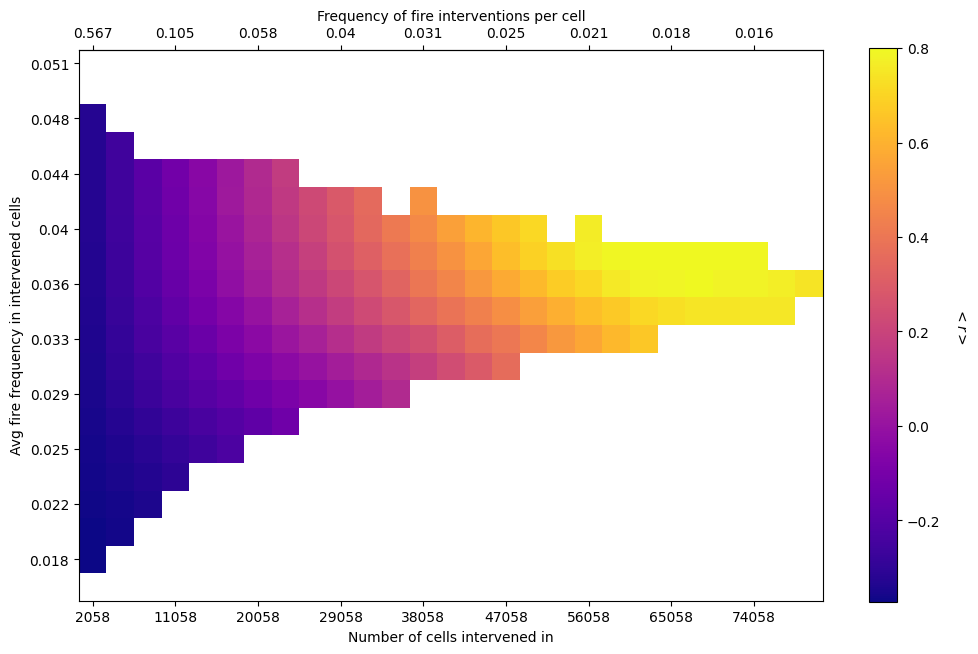 Frequency of fire interventions per cell
0.567 0.105 0.058 0.04 0.031 0.025 0.021 0.018 0.016
Avg fire frequency in intervened cells
0.051
0.048
0.044
0.04
0.036
0.033
0.029
0.025
0.022
0.018
2058 11058 20058 29058 38058 47058 56058 65058 74058
Number of cells intervened in
0.8
0.6
0.4
0.2
0.0
−0.2
< r >